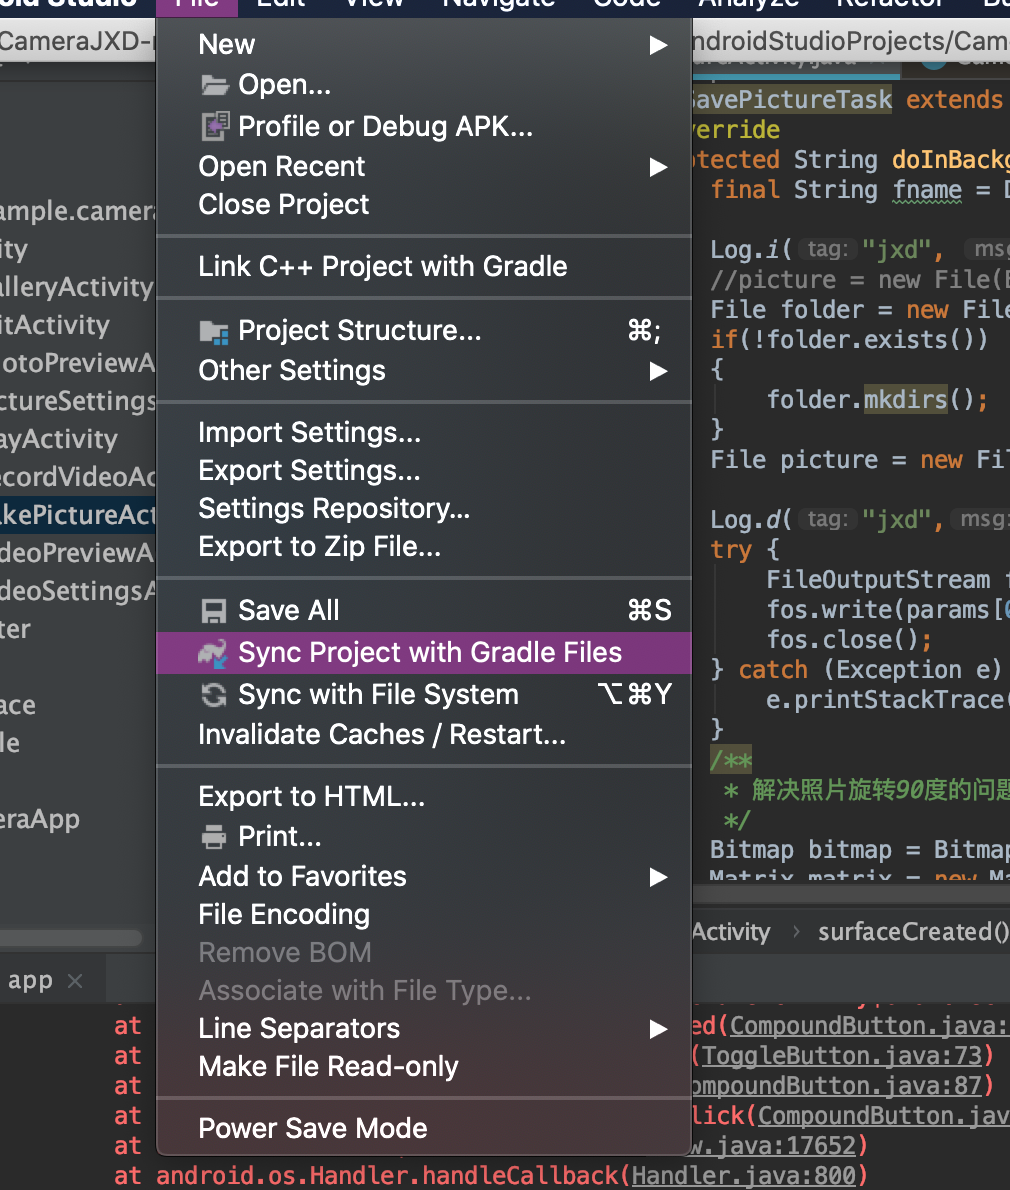 Studio File Edit View Navigate Code Analyze Refactor
CameraJXD- ndroidStudioProjects/Cam
New
Open...
Profile or Debug APK...
Open Recent
Close Project
Link C++ Project with Gradle
Project Structure... ⌘;
Other Settings
Import Settings...
Export Settings...
Settings Repository...
Export to Zip File...
Save All ⌘S
Sync Project with Gradle Files
Sync with File System ⌥⌘Y
Invalidate Caches / Restart...
Export to HTML...
Print...
Add to Favorites
File Encoding
Remove BOM
Associate with File Type...
Line Separators
Make File Read-only
Power Save Mode
ample.camera
ity
alleryActivity
itActivity
otoPreviewA
ctureSettings
ayActivity
ecordVideoAc
kePictureAct
deoPreviewA
deoSettingsA
ter
ace
le
eraApp
SavePictureTask extends
verride
otected String doInBackg
final String fname = D
Log.i( tag: "jxd", msg
//picture = new File(E
File folder = new File
if(!folder.exists())
{
folder.mkdirs();
}
File picture = new Fil
Log.d( tag: "jxd", msg:
try {
FileOutputStream f
fos.write(params[0
fos.close();
} catch (Exception e)
e.printStackTrace(
}
/**
* 解决照片旋转90度的问题
*/
Bitmap bitmap = Bitmap
Matrix matrix = new Ma
Activity › surfaceCreated()
app ×
at ed(CompoundButton.java:
at (ToggleButton.java:73)
at ompoundButton.java:87)
at lick(CompoundButton.jav
at w.java:17652)
at android.os.Handler.handleCallback(Handler.java:800)